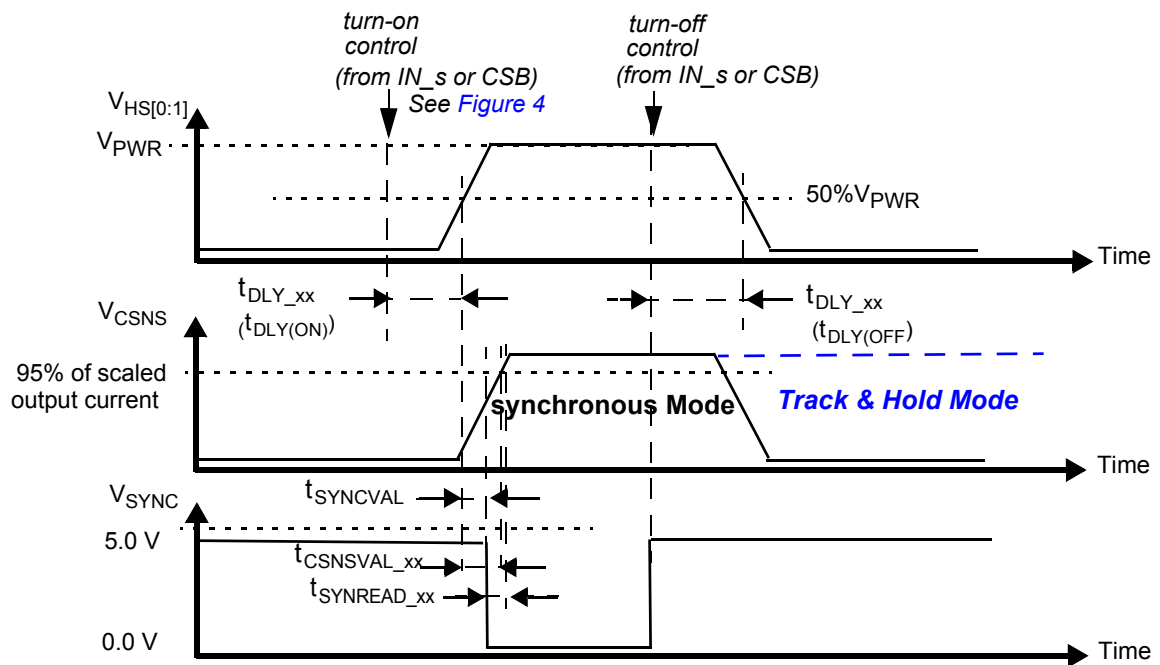 turn-on
control
(from IN_s or CSB)
See Figure 4
turn-off
control
(from IN_s or CSB)
VHS[0:1]
VPWR
50%VPWR
Time
tDLY_xx
(tDLY(ON))
tDLY_xx
(tDLY(OFF)
VCSNS
95% of scaled
output current
synchronous Mode
Track & Hold Mode
Time
VSYNC
tSYNCVAL
5.0 V
tCSNSVAL_xx
tSYNREAD_xx
0.0 V
Time